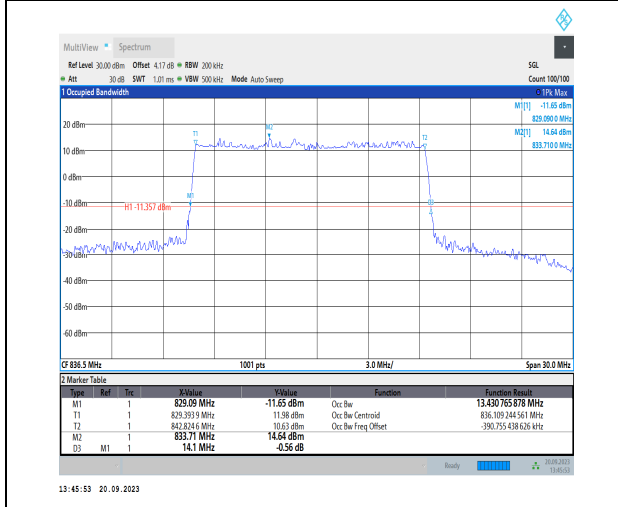 MultiView Spectrum
Ref Level 30.00 dBm Offset 4.17 dB RBW 200 kHz SGL
Att 30 dB SWT 1.01 ms VBW 500 kHz Mode Auto Sweep Count 100/100
1 Occupied Bandwidth 1Pk Max
M1[1] -11.65 dBm
829.090 0 MHz
M2[1] 14.64 dBm
833.710 0 MHz
20 dBm
M2
T1
T2
10 dBm
0 dBm
M1
D3
-10 dBm
H1 -11.357 dBm
-20 dBm
-30 dBm
-40 dBm
-50 dBm
-60 dBm
CF 836.5 MHz 1001 pts 3.0 MHz/ Span 30.0 MHz
2 Marker Table
Type Ref Trc X-Value Y-Value Function Function Result
M1 1 829.09 MHz -11.65 dBm Occ Bw 13.430 765 878 MHz
T1 1 829.393 9 MHz 11.98 dBm Occ Bw Centroid 836.109 244 561 MHz
T2 1 842.824 6 MHz 10.63 dBm Occ Bw Freq Offset -390.755 438 626 kHz
M2 1 833.71 MHz 14.64 dBm
D3 M1 1 14.1 MHz -0.56 dB
Ready 20.09.2023
13:45:53
13:45:53 20.09.2023